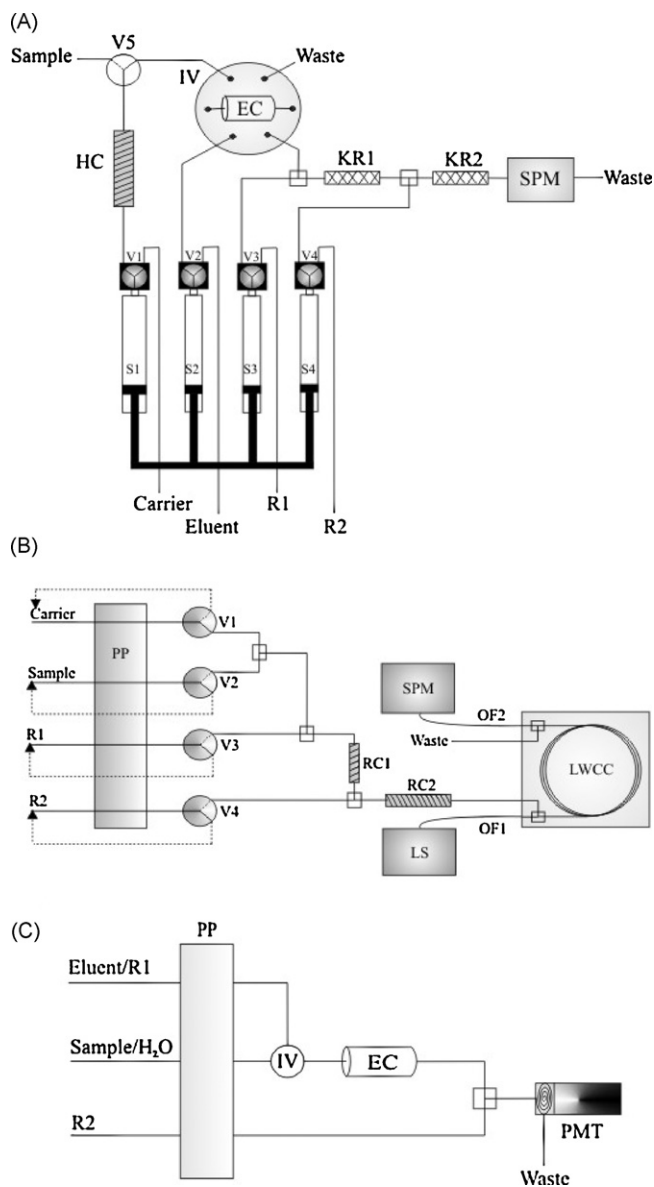 (A)
V5
Sample
Waste
IV
EC
HC
KR1
KR2
SPM
Waste
V1
V2
V3
V4
S1
S2
S3
S4
Carrier
R1
Eluent
R2
(B)
Carrier
V1
PP
Sample
V2
SPM
OF2
Waste
R1
V3
LWCC
RC1
RC2
R2
V4
OF1
LS
(C)
PP
Eluent/R1
Sample/H₂O
IV
EC
R2
PMT
Waste